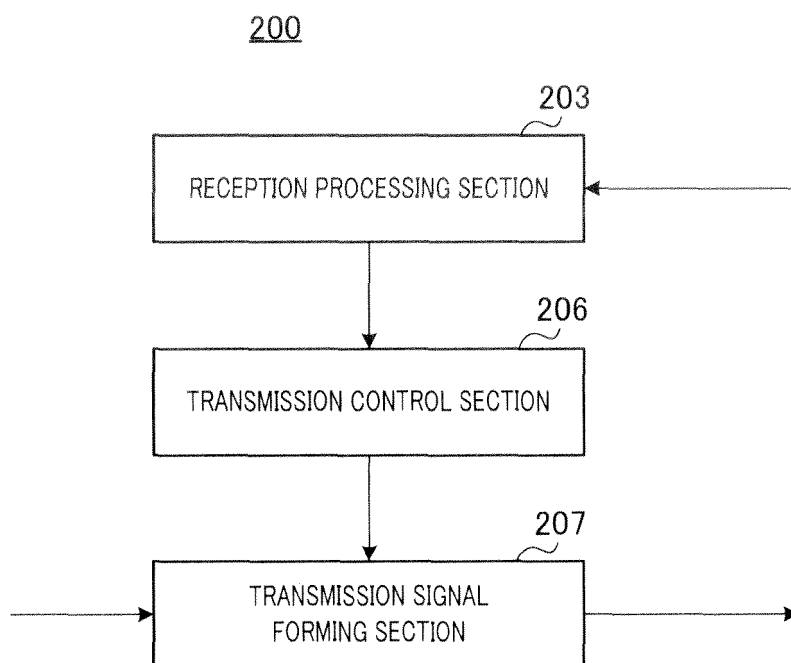 200
203
RECEPTION PROCESSING SECTION
206
TRANSMISSION CONTROL SECTION
207
TRANSMISSION SIGNAL
FORMING SECTION